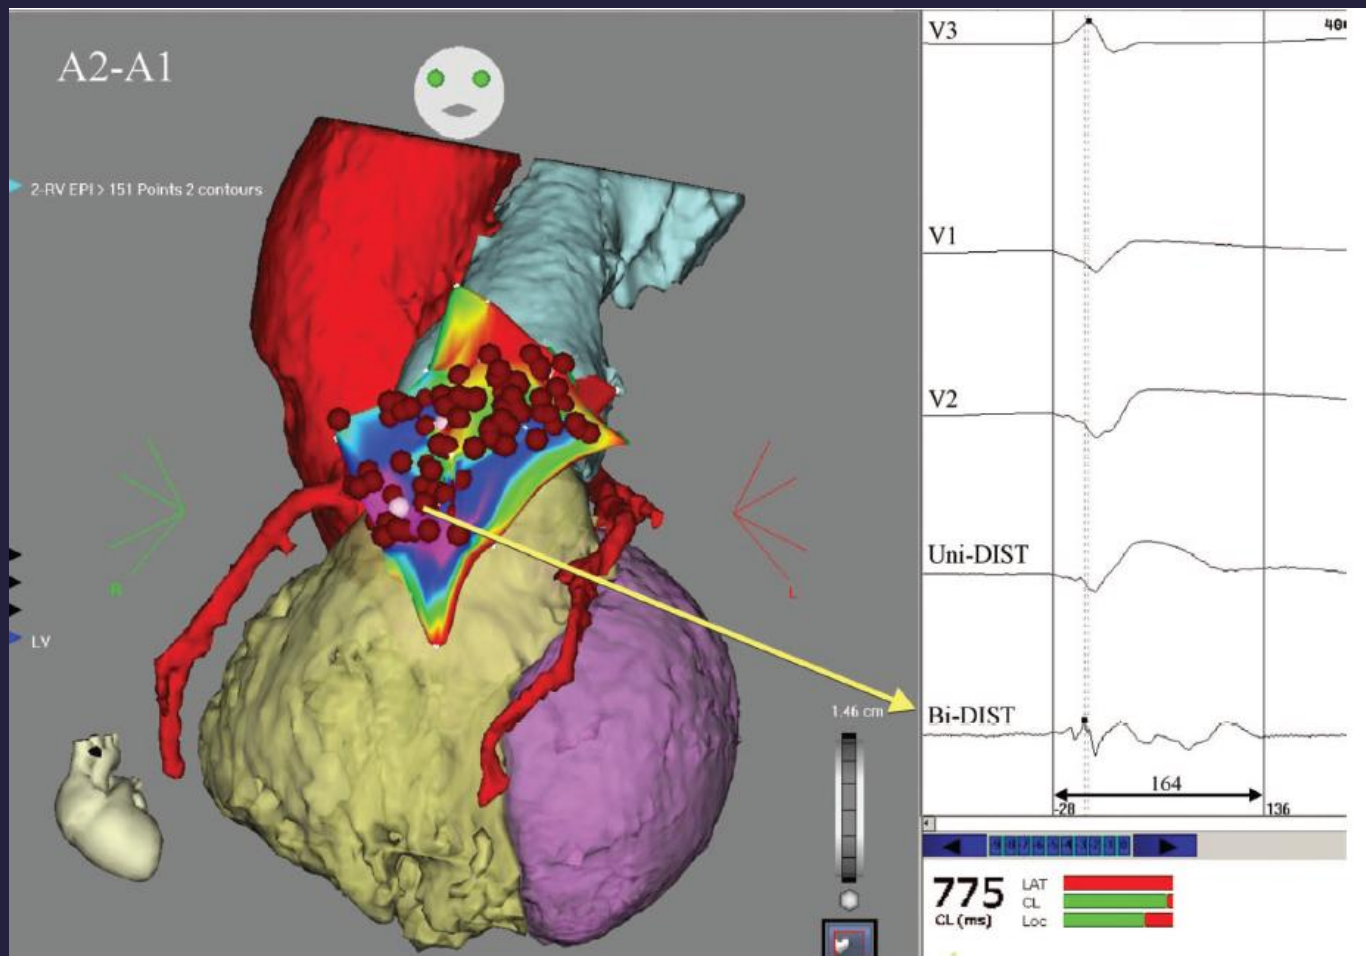 A2-A1
2-RV EPI > 151 Points 2 contours
R
L
LV
1.46 cm
V3
V1
V2
Uni-DIST
Bi-DIST
164
-28
136
775
CL (ms)
LAT
CL
Loc